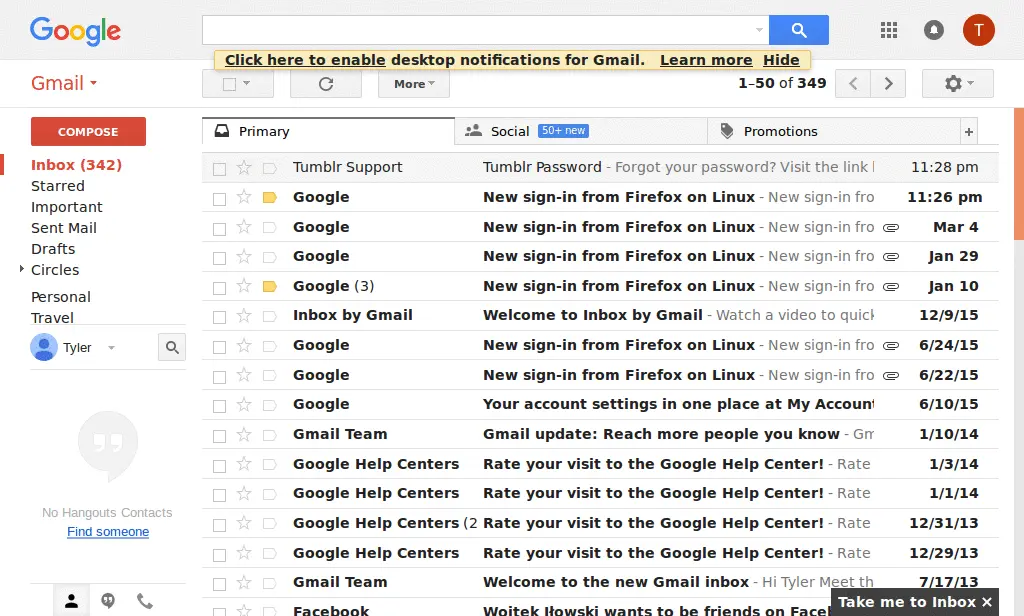 Google
T
Click here to enable desktop notifications for Gmail. Learn more Hide
Gmail
More
1–50 of 349
COMPOSE
Primary
Social 50+ new
Promotions
+
Inbox (342)
Starred
Important
Sent Mail
Drafts
Circles
Personal
Travel
Tyler
No Hangouts Contacts
Find someone
Tumblr Support Tumblr Password - Forgot your password? Visit the link 11:28 pm
Google New sign-in from Firefox on Linux - New sign-in fro 11:26 pm
Google New sign-in from Firefox on Linux - New sign-in fro Mar 4
Google New sign-in from Firefox on Linux - New sign-in fro Jan 29
Google (3) New sign-in from Firefox on Linux - New sign-in fro Jan 10
Inbox by Gmail Welcome to Inbox by Gmail - Watch a video to quick 12/9/15
Google New sign-in from Firefox on Linux - New sign-in fro 6/24/15
Google New sign-in from Firefox on Linux - New sign-in fro 6/22/15
Google Your account settings in one place at My Account 6/10/15
Gmail Team Gmail update: Reach more people you know - Gm 1/10/14
Google Help Centers Rate your visit to the Google Help Center! - Rate 1/3/14
Google Help Centers Rate your visit to the Google Help Center! - Rate 1/1/14
Google Help Centers (2 Rate your visit to the Google Help Center! - Rate 12/31/13
Google Help Centers Rate your visit to the Google Help Center! - Rate 12/29/13
Gmail Team Welcome to the new Gmail inbox - Hi Tyler Meet th 7/17/13
Facebook Wojtek Iłowski wants to be friends on Faceb
Take me to Inbox ×